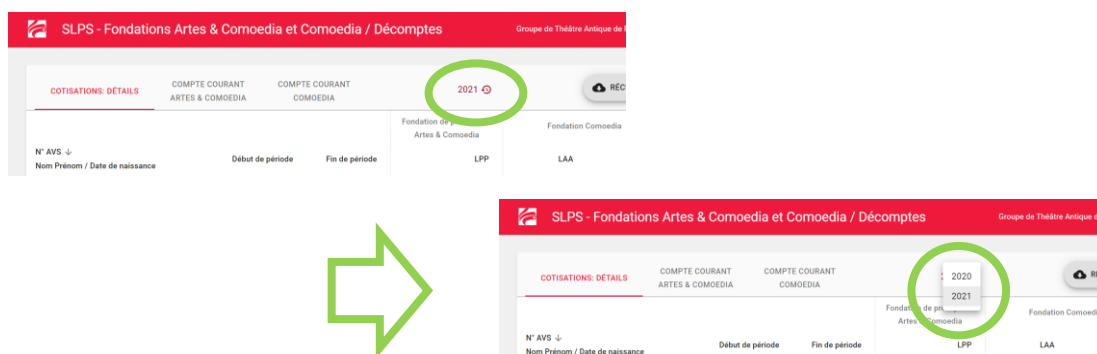 SLPS - Fondations Artes & Comoedia et Comoedia / Décomptes
Groupe de Théâtre Antique de
COTISATIONS: DÉTAILS
COMPTE COURANT
ARTES & COMOEDIA
COMPTE COURANT
COMOEDIA
2021
REC
Fondation de
Artes & Comoedia
Fondation Comoedia
N° AVS ↓
Nom Prénom / Date de naissance
Début de période
Fin de période
LPP
LAA
SLPS - Fondations Artes & Comoedia et Comoedia / Décomptes
Groupe de Théâtre Antique
COTISATIONS: DÉTAILS
COMPTE COURANT
ARTES & COMOEDIA
COMPTE COURANT
COMOEDIA
2020
2021
Fondation de
Artes & Comoedia
Fondation Comoedi
N° AVS ↓
Nom Prénom / Date de naissance
Début de période
Fin de période
LPP
LAA